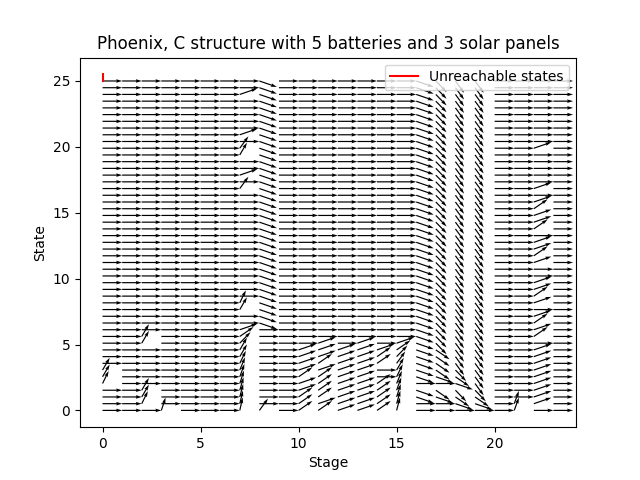 Phoenix, C structure with 5 batteries and 3 solar panels
Unreachable states
25
20
15
10
5
0
State
0 5 10 15 20
Stage